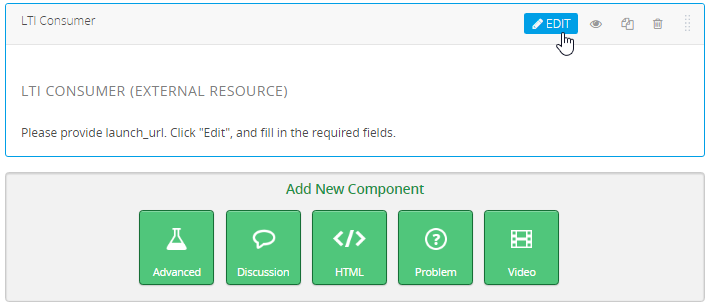 LTI Consumer
EDIT
LTI CONSUMER (EXTERNAL RESOURCE)
Please provide launch_url. Click "Edit", and fill in the required fields.
Add New Component
Advanced
Discussion
HTML
Problem
Video